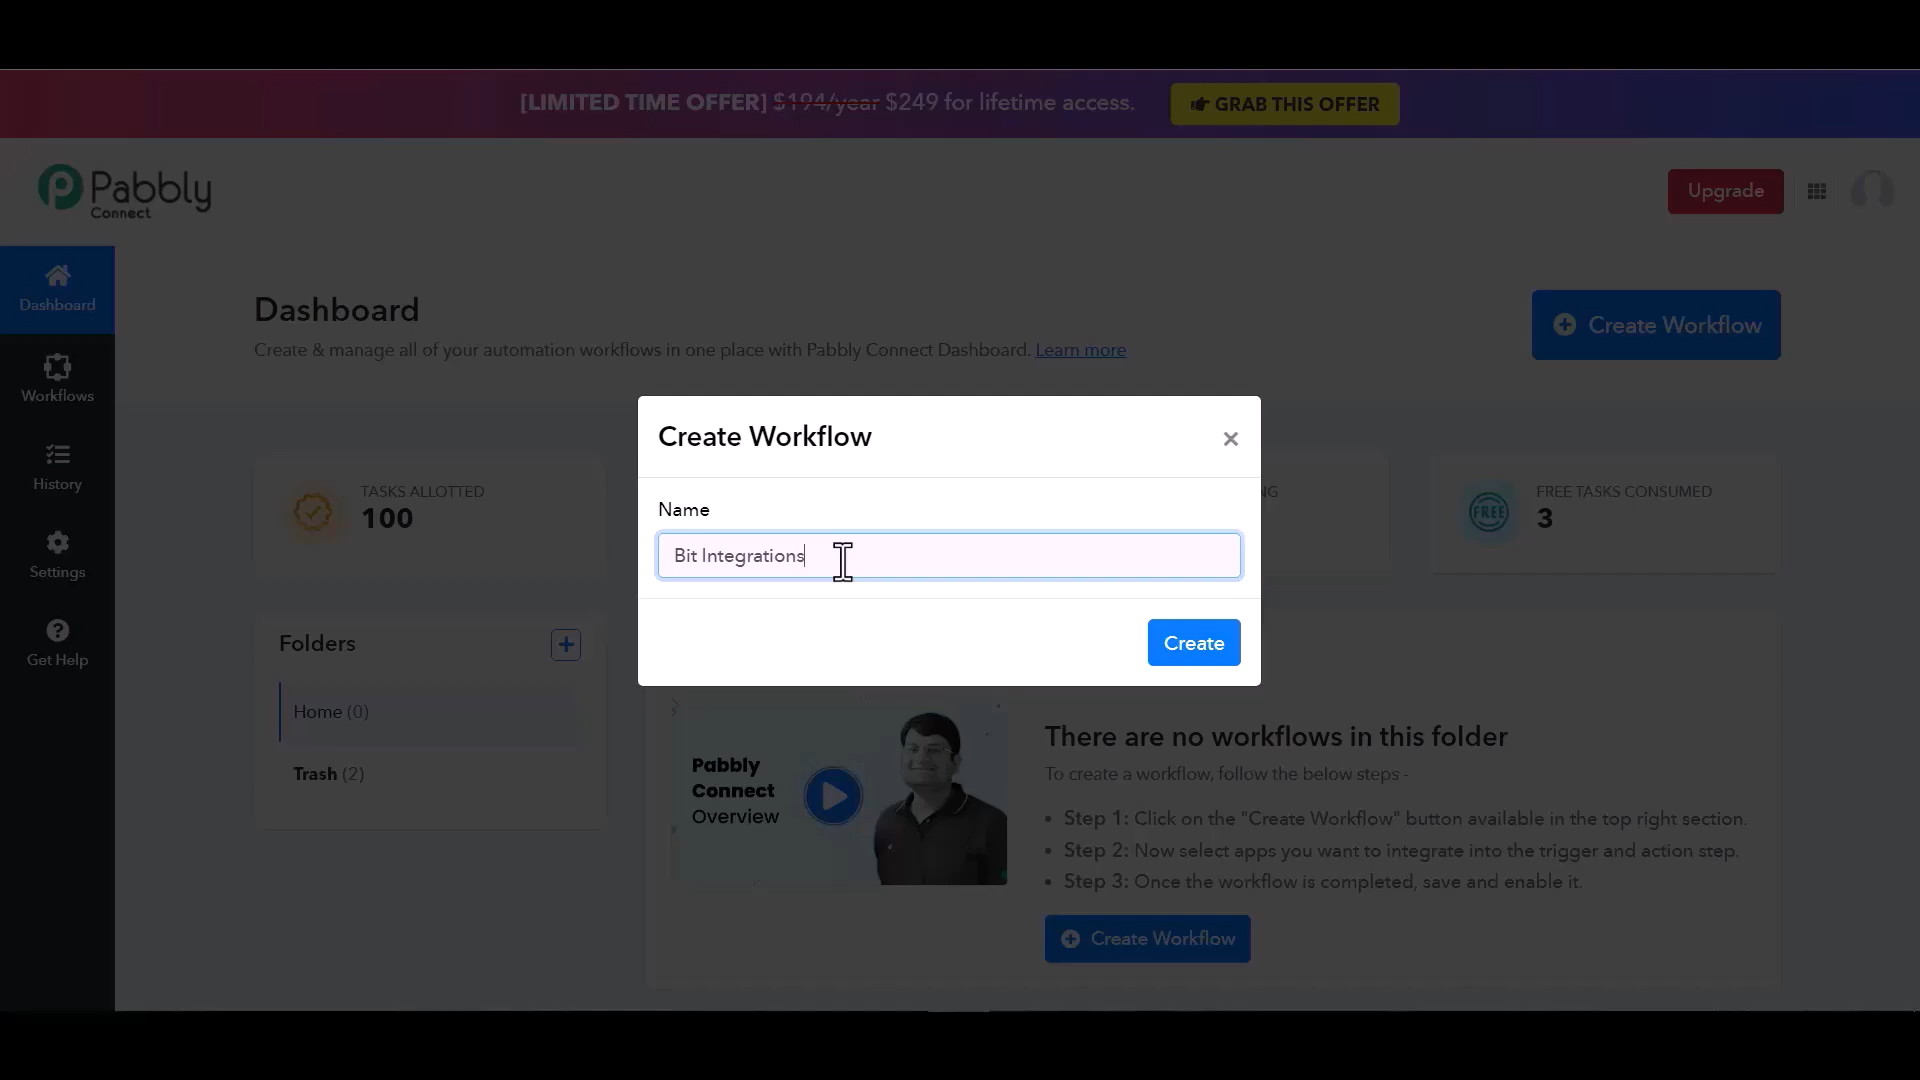 [LIMITED TIME OFFER] $194/year $249 for lifetime access.
GRAB THIS OFFER
Pabbly
Connect
Upgrade
Dashboard
Workflows
History
Settings
Get Help
Dashboard
Create & manage all of your automation workflows in one place with Pabbly Connect Dashboard. Learn more
Create Workflow
TASKS ALLOTTED
100
NG
FREE
FREE TASKS CONSUMED
3
Create Workflow
×
Name
Bit Integrations
Create
Folders
Home (0)
Trash (2)
Pabbly
Connect
Overview
There are no workflows in this folder
To create a workflow, follow the below steps -
• Step 1: Click on the "Create Workflow" button available in the top right section.
• Step 2: Now select apps you want to integrate into the trigger and action step.
• Step 3: Once the workflow is completed, save and enable it.
Create Workflow